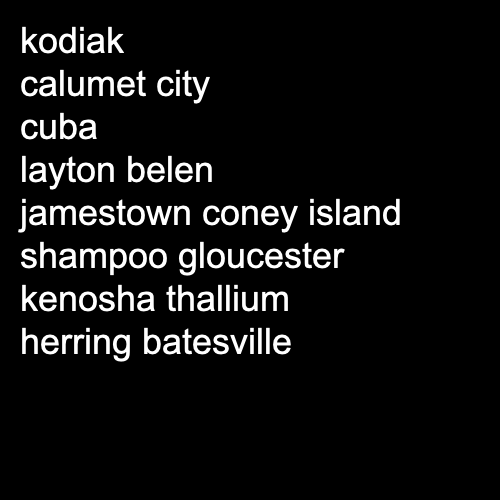 kodiak
calumet city
cuba
layton belen
jamestown coney island
shampoo gloucester
kenosha thallium
herring batesville